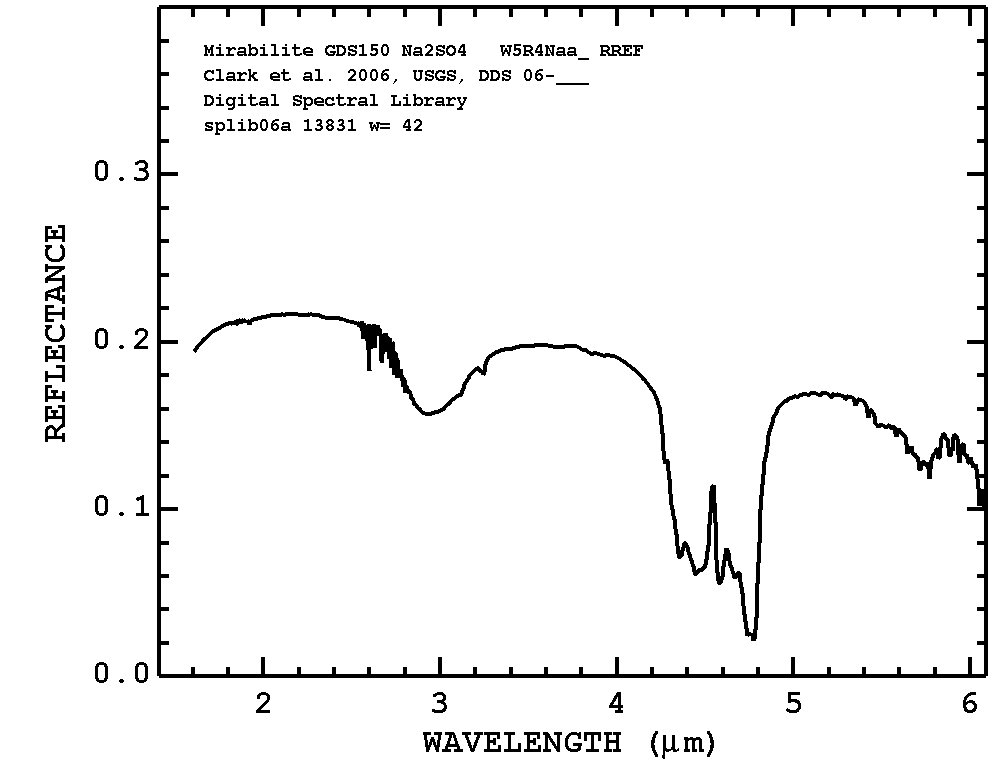 Mirabilite GDS150 Na2SO4 W5R4Naa_ RREF
Clark et al. 2006, USGS, DDS 06-___
Digital Spectral Library
splib06a 13831 w= 42
0.3
0.2
0.1
0.0
REFLECTANCE
2 3 4 5 6
WAVELENGTH (μm)